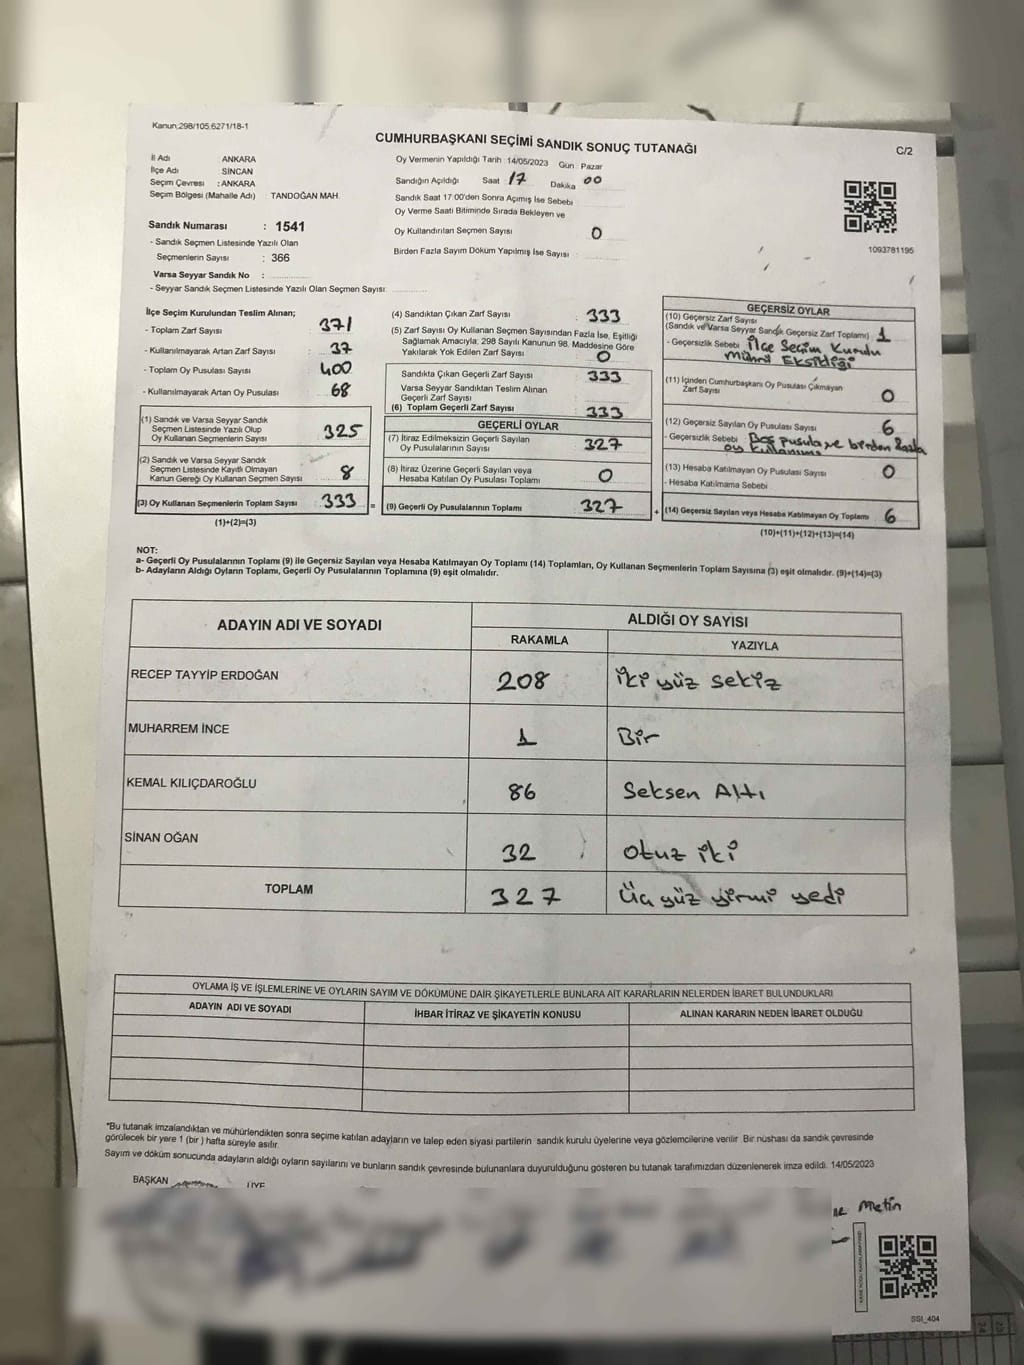 Kanun:298/105,6271/18-1
CUMHURBAŞKANI SEÇİMİ SANDIK SONUÇ TUTANAĞI
C/2
İl Adı ANKARA
İlçe Adı SİNCAN
Seçim Çevresi : ANKARA
Seçim Bölgesi (Mahalle Adı) : TANDOĞAN MAH.
Oy Vermenin Yapıldığı Tarih : 14/05/2023 Gün : Pazar
Sandığın Açıldığı Saat 17 Dakika 00
Sandık Saat 17:00'den Sonra Açımış İse Sebebi
Oy Verme Saati Bitiminde Sırada Bekleyen ve
Oy Kullandırılan Seçmen Sayısı : 0
Birden Fazla Sayım Döküm Yapılmış İse Sayısı :
1093781195
Sandık Numarası : 1541
- Sandık Seçmen Listesinde Yazılı Olan
Seçmenlerin Sayısı : 366
Varsa Seyyar Sandık No :
- Seyyar Sandık Seçmen Listesinde Yazılı Olan Seçmen Sayısı:
İlçe Seçim Kurulundan Teslim Alınan;
- Toplam Zarf Sayısı : 371
- Kullanılmayarak Artan Zarf Sayısı : 37
- Toplam Oy Pusulası Sayısı : 400
- Kullanılmayarak Artan Oy Pusulası : 68
(1) Sandık ve Varsa Seyyar Sandık
Seçmen Listesinde Yazılı Olup
Oy Kullanan Seçmenlerin Sayısı : 325
(2) Sandık ve Varsa Seyyar Sandık
Seçmen Listesinde Kayıtlı Olmayan
Kanun Gereği Oy Kullanan Seçmen Sayısı : 8
(3) Oy Kullanan Seçmenlerin Toplam Sayısı : 333
(1)+(2)=(3)
(4) Sandıktan Çıkan Zarf Sayısı : 333
(5) Zarf Sayısı Oy Kullanan Seçmen Sayısından Fazla İse, Eşitliği
Sağlamak Amacıyla, 298 Sayılı Kanunun 98. Maddesine Göre
Yakılarak Yok Edilen Zarf Sayısı : 0
Sandıkta Çıkan Geçerli Zarf Sayısı : 333
Varsa Seyyar Sandıktan Teslim Alınan
Geçerli Zarf Sayısı :
(6) Toplam Geçerli Zarf Sayısı : 333
GEÇERLİ OYLAR
(7) İtiraz Edilmeksizin Geçerli Sayılan
Oy Pusulalarının Sayısı : 327
(8) İtiraz Üzerine Geçerli Sayılan veya
Hesaba Katılan Oy Pusulası Toplamı : 0
= (9) Geçerli Oy Pusulalarının Toplamı : 327
GEÇERSİZ OYLAR
(10) Geçersiz Zarf Sayısı
(Sandık ve Varsa Seyyar Sandık Geçersiz Zarf Toplamı) : 1
- Geçersizlik Sebebi : İlçe Seçim Kurulu
Mührü Eksikliği
(11) İçinden Cumhurbaşkanı Oy Pusulası Çıkmayan
Zarf Sayısı : 0
(12) Geçersiz Sayılan Oy Pusulası Sayısı : 6
- Geçersizlik Sebebi : Boş pusula ve birden fazla
oy kullanımı
(13) Hesaba Katılmayan Oy Pusulası Sayısı : 0
- Hesaba Katılmama Sebebi
+ (14) Geçersiz Sayılan veya Hesaba Katılmayan Oy Toplamı : 6
(10)+(11)+(12)+(13)=(14)
NOT:
a- Geçerli Oy Pusulalarının Toplamı (9) ile Geçersiz Sayılan veya Hesaba Katılmayan Oy Toplamı (14) Toplamları, Oy Kullanan Seçmenlerin Toplam Sayısına (3) eşit olmalıdır. (9)+(14)=(3)
b- Adayların Aldığı Oyların Toplamı, Geçerli Oy Pusulalarının Toplamına (9) eşit olmalıdır.
ADAYIN ADI VE SOYADI
ALDIĞI OY SAYISI
RAKAMLA YAZIYLA
RECEP TAYYİP ERDOĞAN 208 iki yüz sekiz
MUHARREM İNCE 1 Bir
KEMAL KILIÇDAROĞLU 86 Seksen Altı
SİNAN OĞAN 32 otuz iki
TOPLAM 327 Üç yüz yirmi yedi
OYLAMA İŞ VE İŞLEMLERİNE VE OYLARIN SAYIM VE DÖKÜMÜNE DAİR ŞİKAYETLERLE BUNLARA AİT KARARLARIN NELERDEN İBARET BULUNDUKLARI
ADAYIN ADI VE SOYADI İHBAR İTİRAZ VE ŞİKAYETİN KONUSU ALINAN KARARIN NEDEN İBARET OLDUĞU
"Bu tutanak imzalandıktan ve mühürlendikten sonra seçime katılan adayların ve talep eden siyasi partilerin sandık kurulu üyelerine veya gözlemcilerine verilir. Bir nüshası da sandık çevresinde
görülecek bir yere 1 (bir ) hafta süreyle asılır.
Sayım ve döküm sonucunda adayların aldığı oyların sayılarını ve bunların sandık çevresinde bulunanlara duyurulduğunu gösteren bu tutanak tarafımızdan düzenlenerek imza edildi. 14/05/2023
BAŞKAN ÜYE
Metin
SSI_404